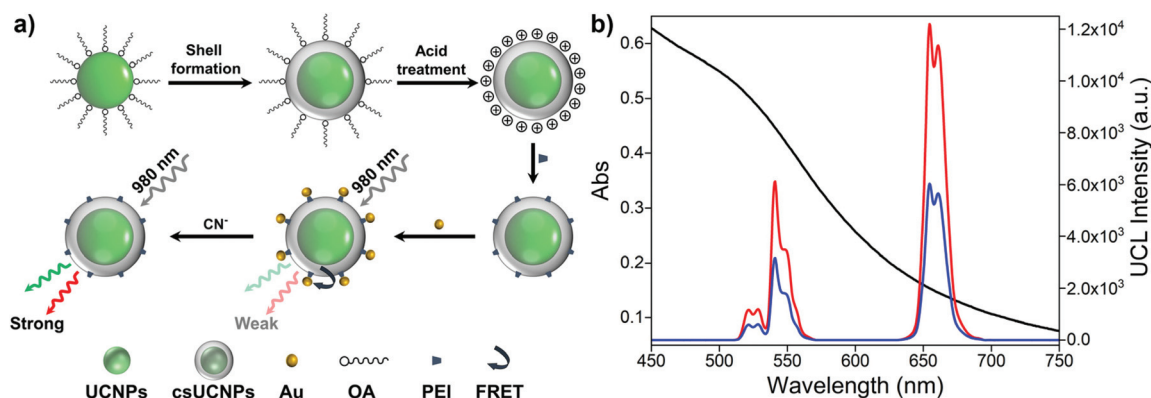 a)
Shell
formation
Acid
treatment
980 nm
CN⁻
980 nm
Strong
Weak
UCNPs
csUCNPs
Au
OA
PEI
FRET
b)
0.6
0.5
0.4
0.3
0.2
0.1
Abs
450
500
550
600
650
700
750
Wavelength (nm)
1.2x10⁴
1.0x10⁴
8.0x10³
6.0x10³
4.0x10³
2.0x10³
0.0
UCL Intensity (a.u.)